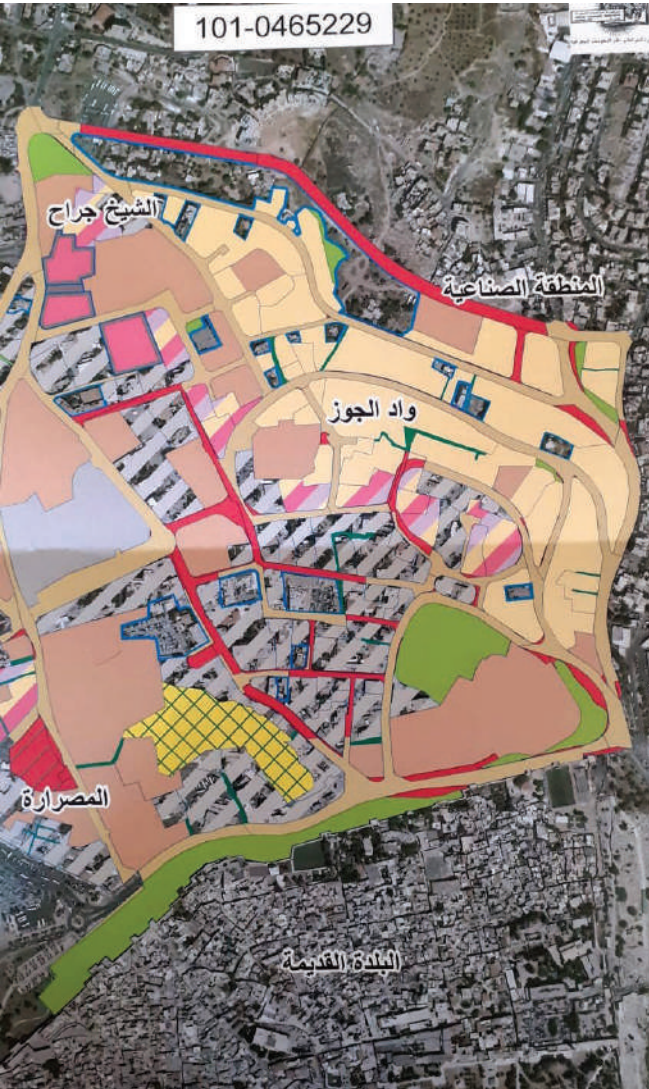 101-0465229
الشيخ جراح
المنطقة الصناعية
واد الجوز
المصرارة
البلدة القديمة